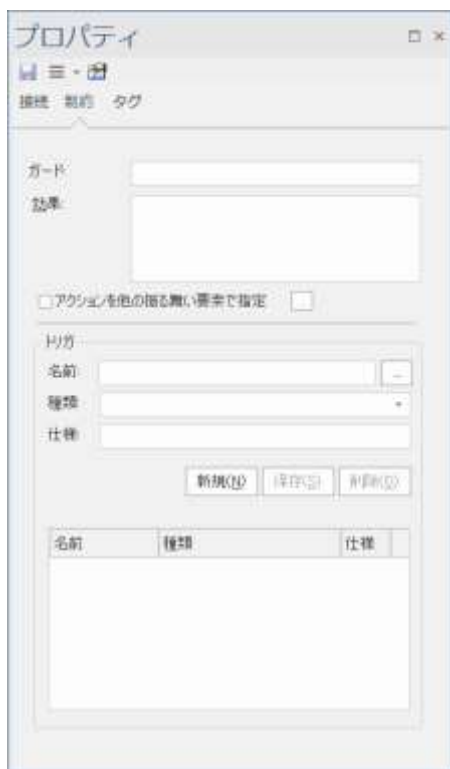 プロパティ
接続 制約 タグ
ガード
効果:
アクションを他の振る舞い要素で指定
トリガ
名前
...
種類
仕様:
新規(N) 保存(S) 削除(D)
名前 種類 仕様